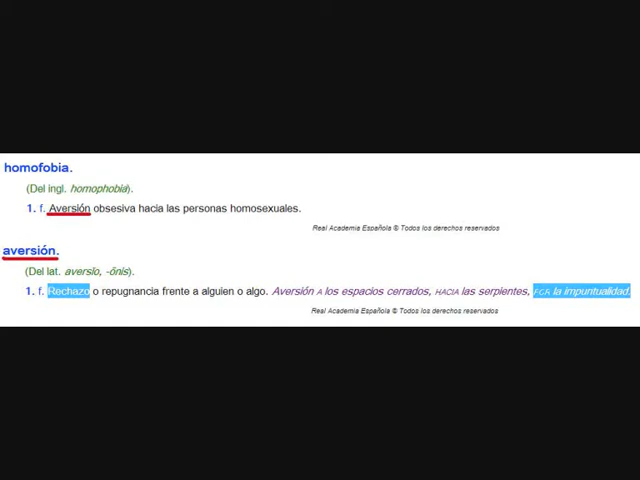 homofobia.
(Del ingl. homophobia).
1. f. Aversión obsesiva hacia las personas homosexuales.
Real Academia Española © Todos los derechos reservados
aversión.
(Del lat. aversĭo, -ōnis).
1. f. Rechazo o repugnancia frente a alguien o algo. Aversión A los espacios cerrados, HACIA las serpientes, POR la impuntualidad.
Real Academia Española © Todos los derechos reservados